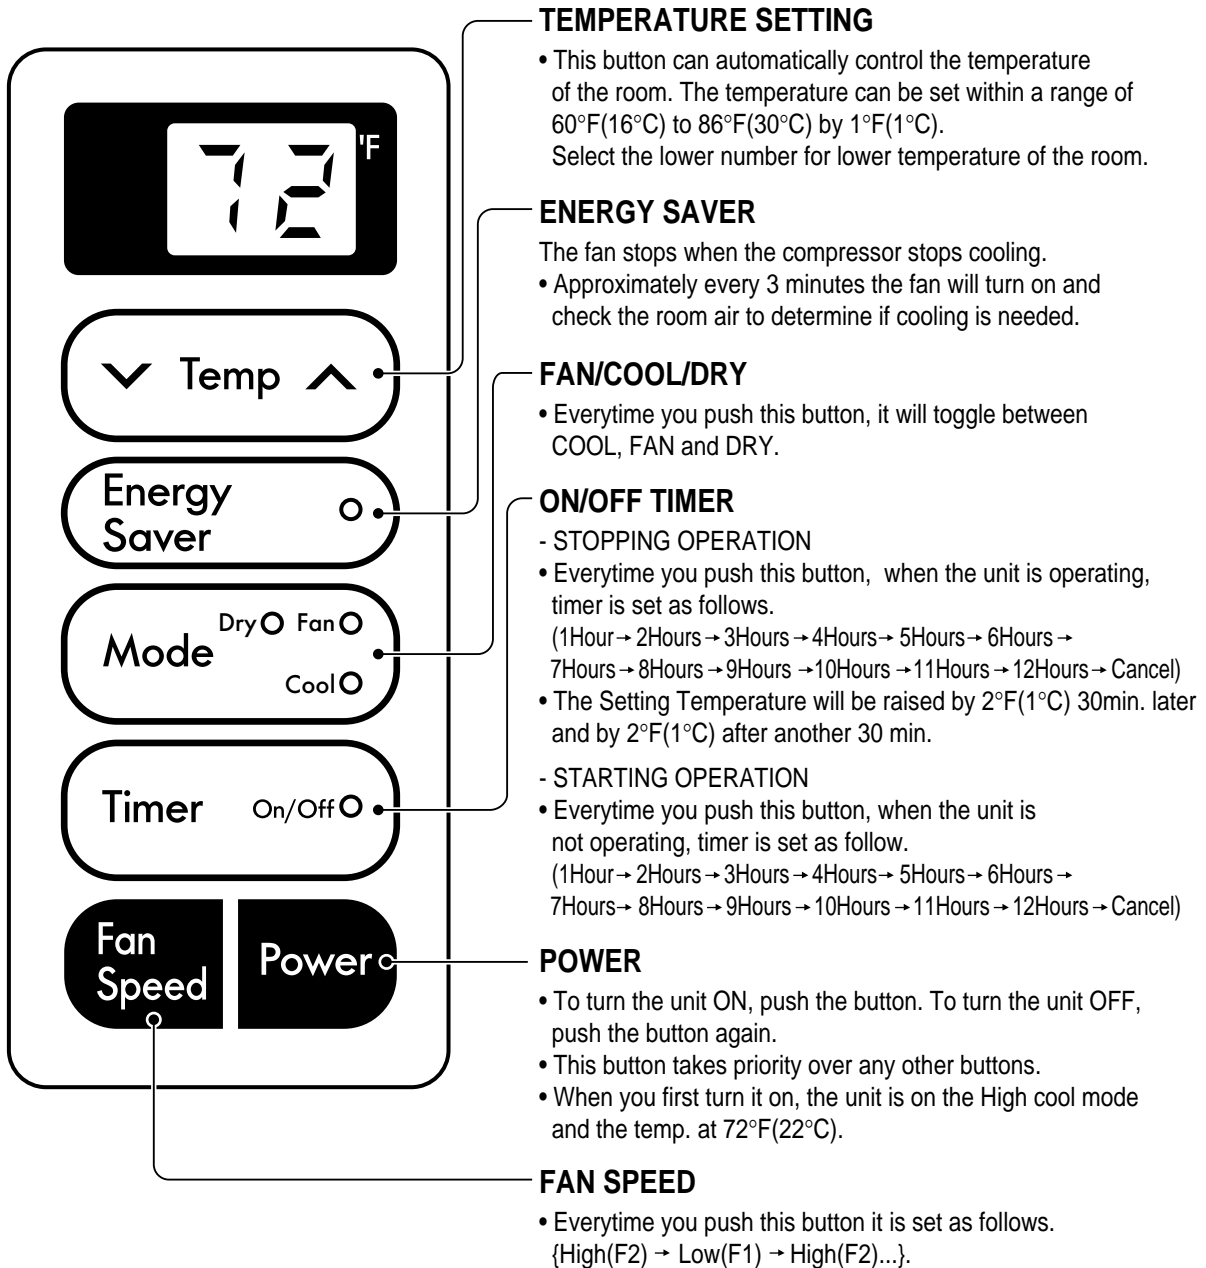 72 °F
Temp
Energy
Saver
Dry Fan
Mode
Cool
Timer On/Off
Fan
Speed
Power
TEMPERATURE SETTING
• This button can automatically control the temperature
of the room. The temperature can be set within a range of
60°F(16°C) to 86°F(30°C) by 1°F(1°C).
Select the lower number for lower temperature of the room.
ENERGY SAVER
The fan stops when the compressor stops cooling.
• Approximately every 3 minutes the fan will turn on and
check the room air to determine if cooling is needed.
FAN/COOL/DRY
• Everytime you push this button, it will toggle between
COOL, FAN and DRY.
ON/OFF TIMER
- STOPPING OPERATION
• Everytime you push this button, when the unit is operating,
timer is set as follows.
(1Hour→2Hours→3Hours→4Hours→5Hours→6Hours→
7Hours→8Hours→9Hours→10Hours→11Hours→12Hours→Cancel)
• The Setting Temperature will be raised by 2°F(1°C) 30min. later
and by 2°F(1°C) after another 30 min.
- STARTING OPERATION
• Everytime you push this button, when the unit is
not operating, timer is set as follow.
(1Hour→2Hours→3Hours→4Hours→5Hours→6Hours→
7Hours→8Hours→9Hours→10Hours→11Hours→12Hours→Cancel)
POWER
• To turn the unit ON, push the button. To turn the unit OFF,
push the button again.
• This button takes priority over any other buttons.
• When you first turn it on, the unit is on the High cool mode
and the temp. at 72°F(22°C).
FAN SPEED
• Everytime you push this button it is set as follows.
{High(F2) → Low(F1) → High(F2)...}.